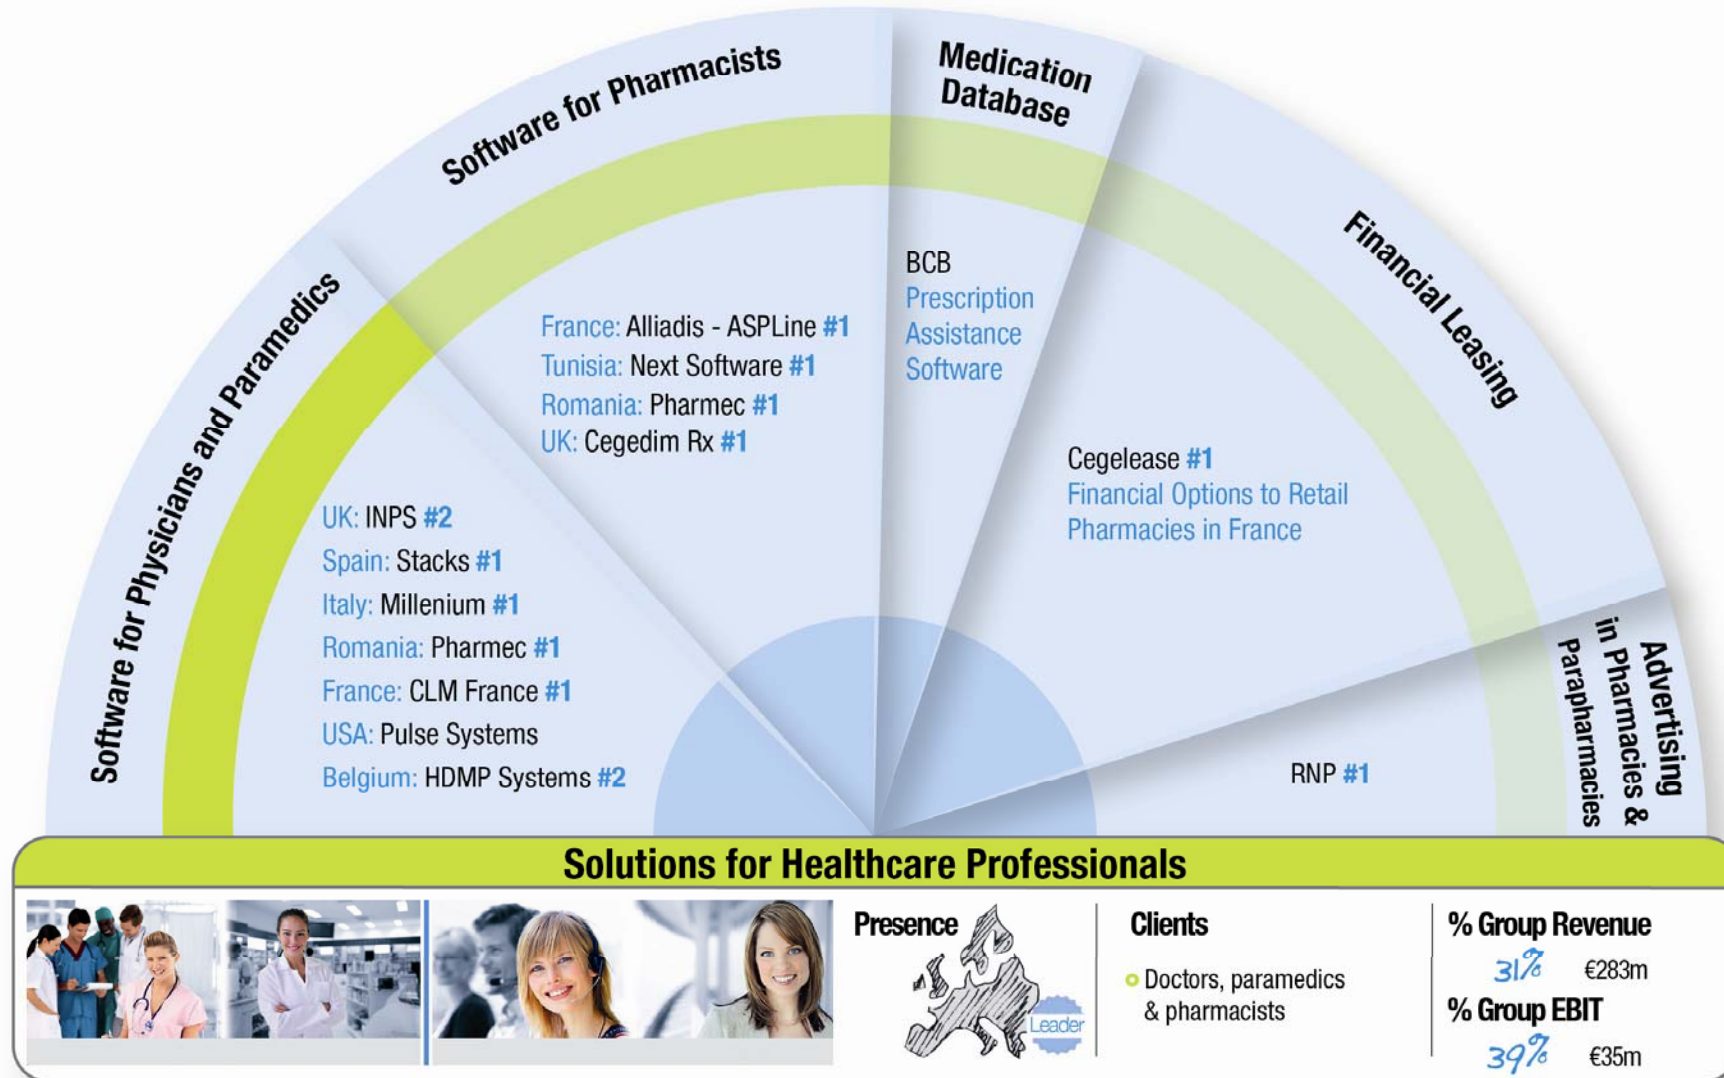 Software for Physicians and Paramedics
Software for Pharmacists
Medication
Database
Financial Leasing
Advertising
in Pharmacies &
Parapharmacies
UK: INPS #2
Spain: Stacks #1
Italy: Millenium #1
Romania: Pharmec #1
France: CLM France #1
USA: Pulse Systems
Belgium: HDMP Systems #2
France: Alliadis - ASPLine #1
Tunisia: Next Software #1
Romania: Pharmec #1
UK: Cegedim Rx #1
BCB
Prescription
Assistance
Software
Cegelease #1
Financial Options to Retail
Pharmacies in France
RNP #1
Solutions for Healthcare Professionals
Presence
Leader
Clients
Doctors, paramedics
& pharmacists
% Group Revenue
31% €283m
% Group EBIT
39% €35m